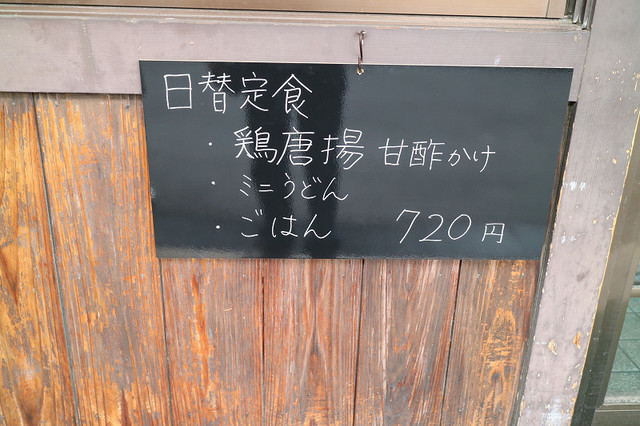 日替定食
・鶏唐揚 甘酢かけ
・ミニうどん
・ごはん 720円